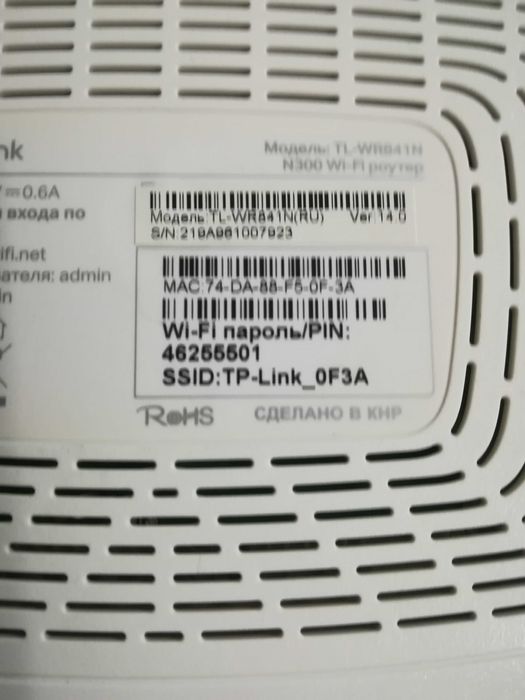 nk
Модель: TL-WR841N
N300 Wi-Fi роутер
0.6A
входа по
ifi.net
ателя: admin
in
Модель:TL-WR841N(RU) Ver 14.0
S/N:219A961007923
MAC:74-DA-88-F5-0F-3A
Wi-Fi пароль/PIN:
46255501
SSID:TP-Link_0F3A
RoHS
СДЕЛАНО В КНР